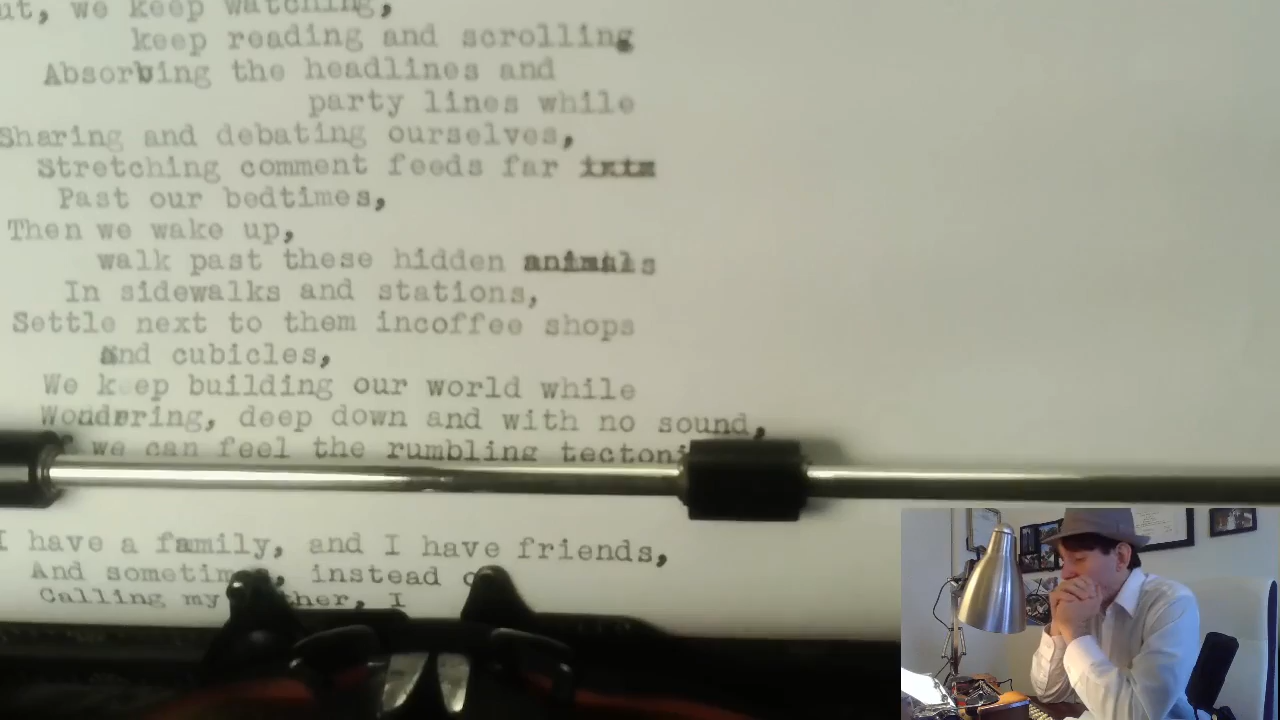 ut, we keep watching,
keep reading and scrolling
Absorbing the headlines and
party lines while
Sharing and debating ourselves,
Stretching comment feeds far
Past our bedtimes,
Then we wake up,
walk past these hidden animals
In sidewalks and stations,
Settle next to them incoffee shops
and cubicles,
We keep building our world while
Wondering, deep down and with no sound,
we can feel the rumbling tectoni
I have a family, and I have friends,
And sometim , instead
Calling my ther, I